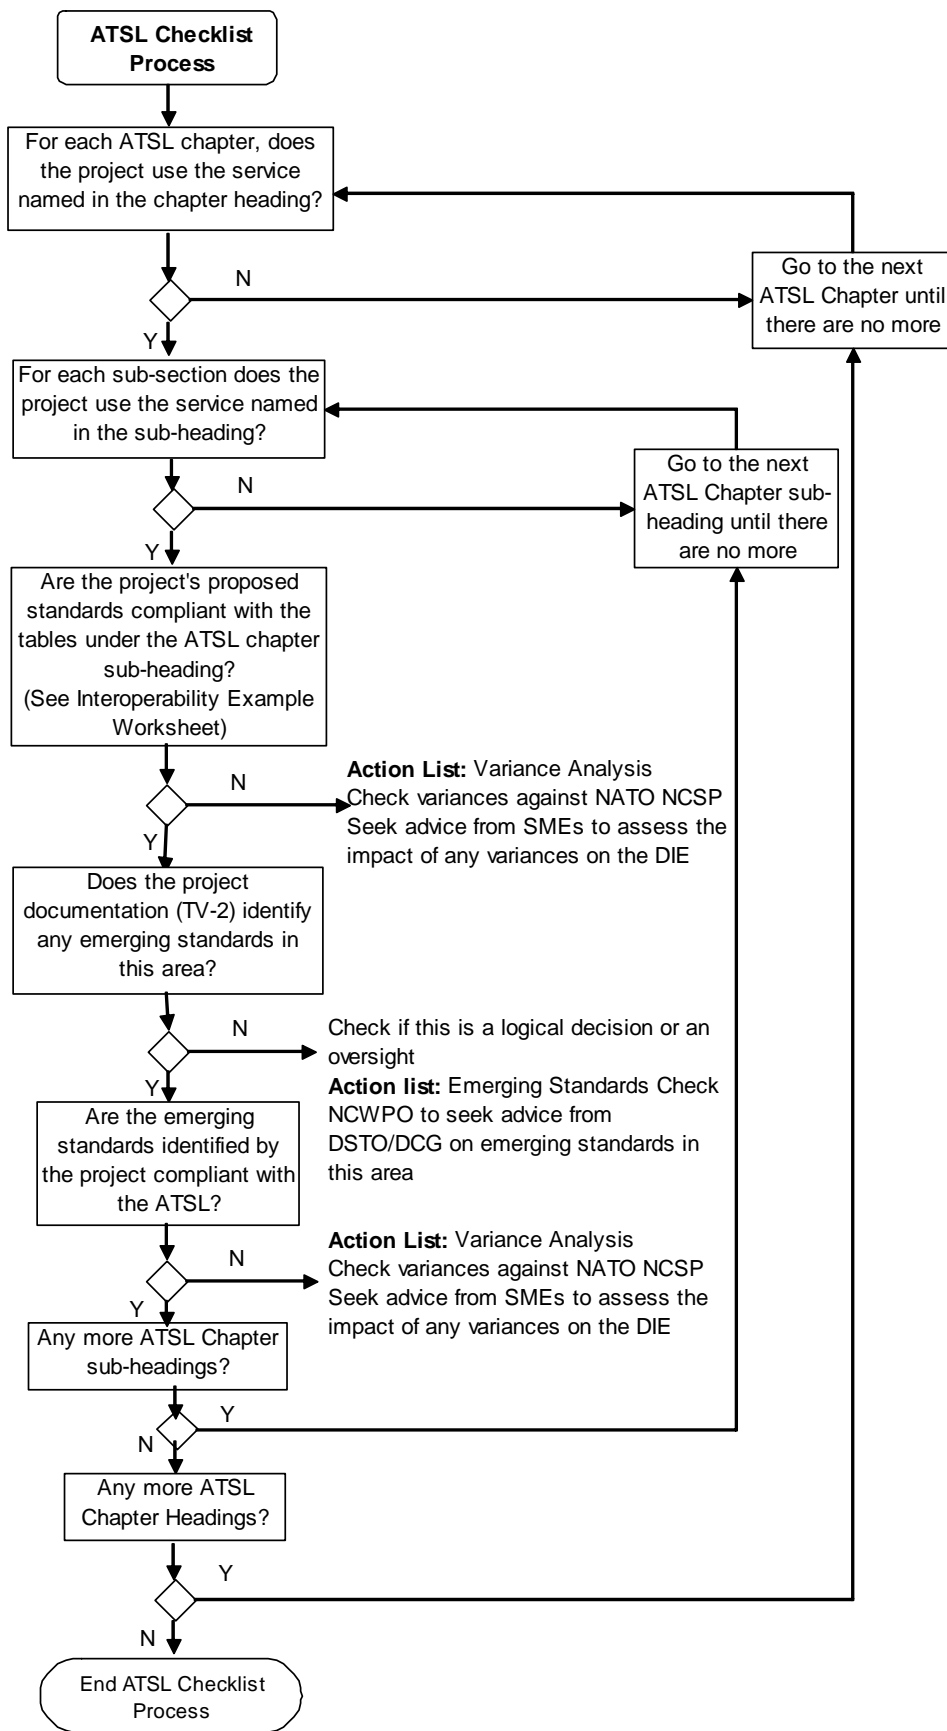 ATSL Checklist
Process
For each ATSL chapter, does
the project use the service
named in the chapter heading?
N
Go to the next
ATSL Chapter until
there are no more
Y
For each sub-section does the
project use the service named
in the sub-heading?
N
Go to the next
ATSL Chapter sub-
heading until there
are no more
Y
Are the project's proposed
standards compliant with the
tables under the ATSL chapter
sub-heading?
(See Interoperability Example
Worksheet)
N
Action List: Variance Analysis
Check variances against NATO NCSP
Seek advice from SMEs to assess the
impact of any variances on the DIE
Y
Does the project
documentation (TV-2) identify
any emerging standards in
this area?
N
Check if this is a logical decision or an
oversight
Action list: Emerging Standards Check
NCWPO to seek advice from
DSTO/DCG on emerging standards in
this area
Y
Are the emerging
standards identified by
the project compliant with
the ATSL?
N
Action List: Variance Analysis
Check variances against NATO NCSP
Seek advice from SMEs to assess the
impact of any variances on the DIE
Y
Any more ATSL Chapter
sub-headings?
Y
N
Any more ATSL
Chapter Headings?
Y
N
End ATSL Checklist
Process